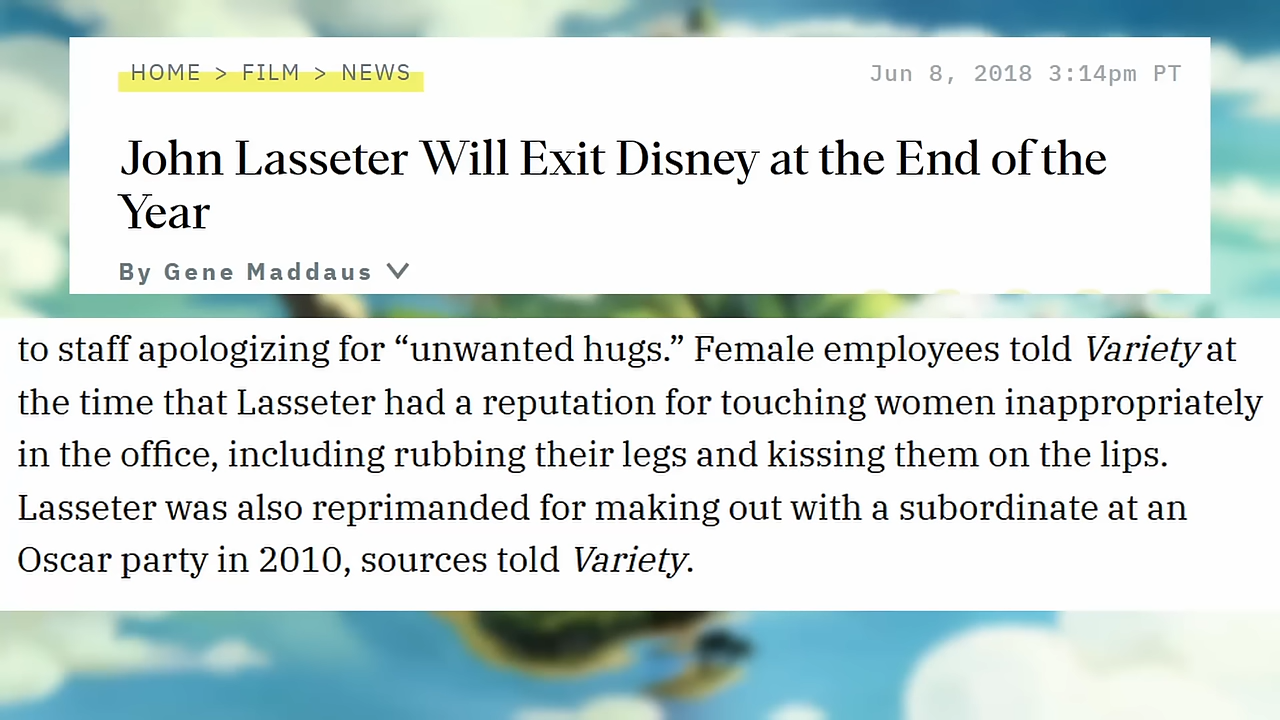 HOME > FILM > NEWS
Jun 8, 2018 3:14pm PT
John Lasseter Will Exit Disney at the End of the
Year
By Gene Maddaus
to staff apologizing for “unwanted hugs.” Female employees told Variety at
the time that Lasseter had a reputation for touching women inappropriately
in the office, including rubbing their legs and kissing them on the lips.
Lasseter was also reprimanded for making out with a subordinate at an
Oscar party in 2010, sources told Variety.